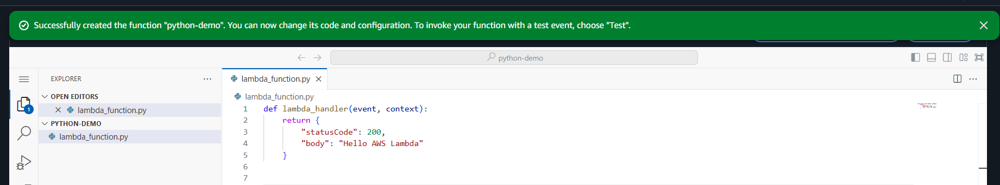 Successfully created the function "python-demo". You can now change its code and configuration. To invoke your function with a test event, choose "Test".
python-demo
EXPLORER
lambda_function.py
OPEN EDITORS
lambda_function.py
PYTHON-DEMO
lambda_function.py
1
lambda_function.py
1 def lambda_handler(event, context):
2     return {
3         "statusCode": 200,
4         "body": "Hello AWS Lambda"
5     }
6
7